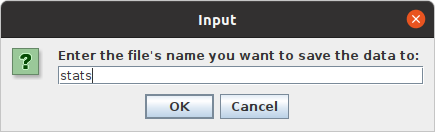 Input
Enter the file's name you want to save the data to:
stats
OK Cancel